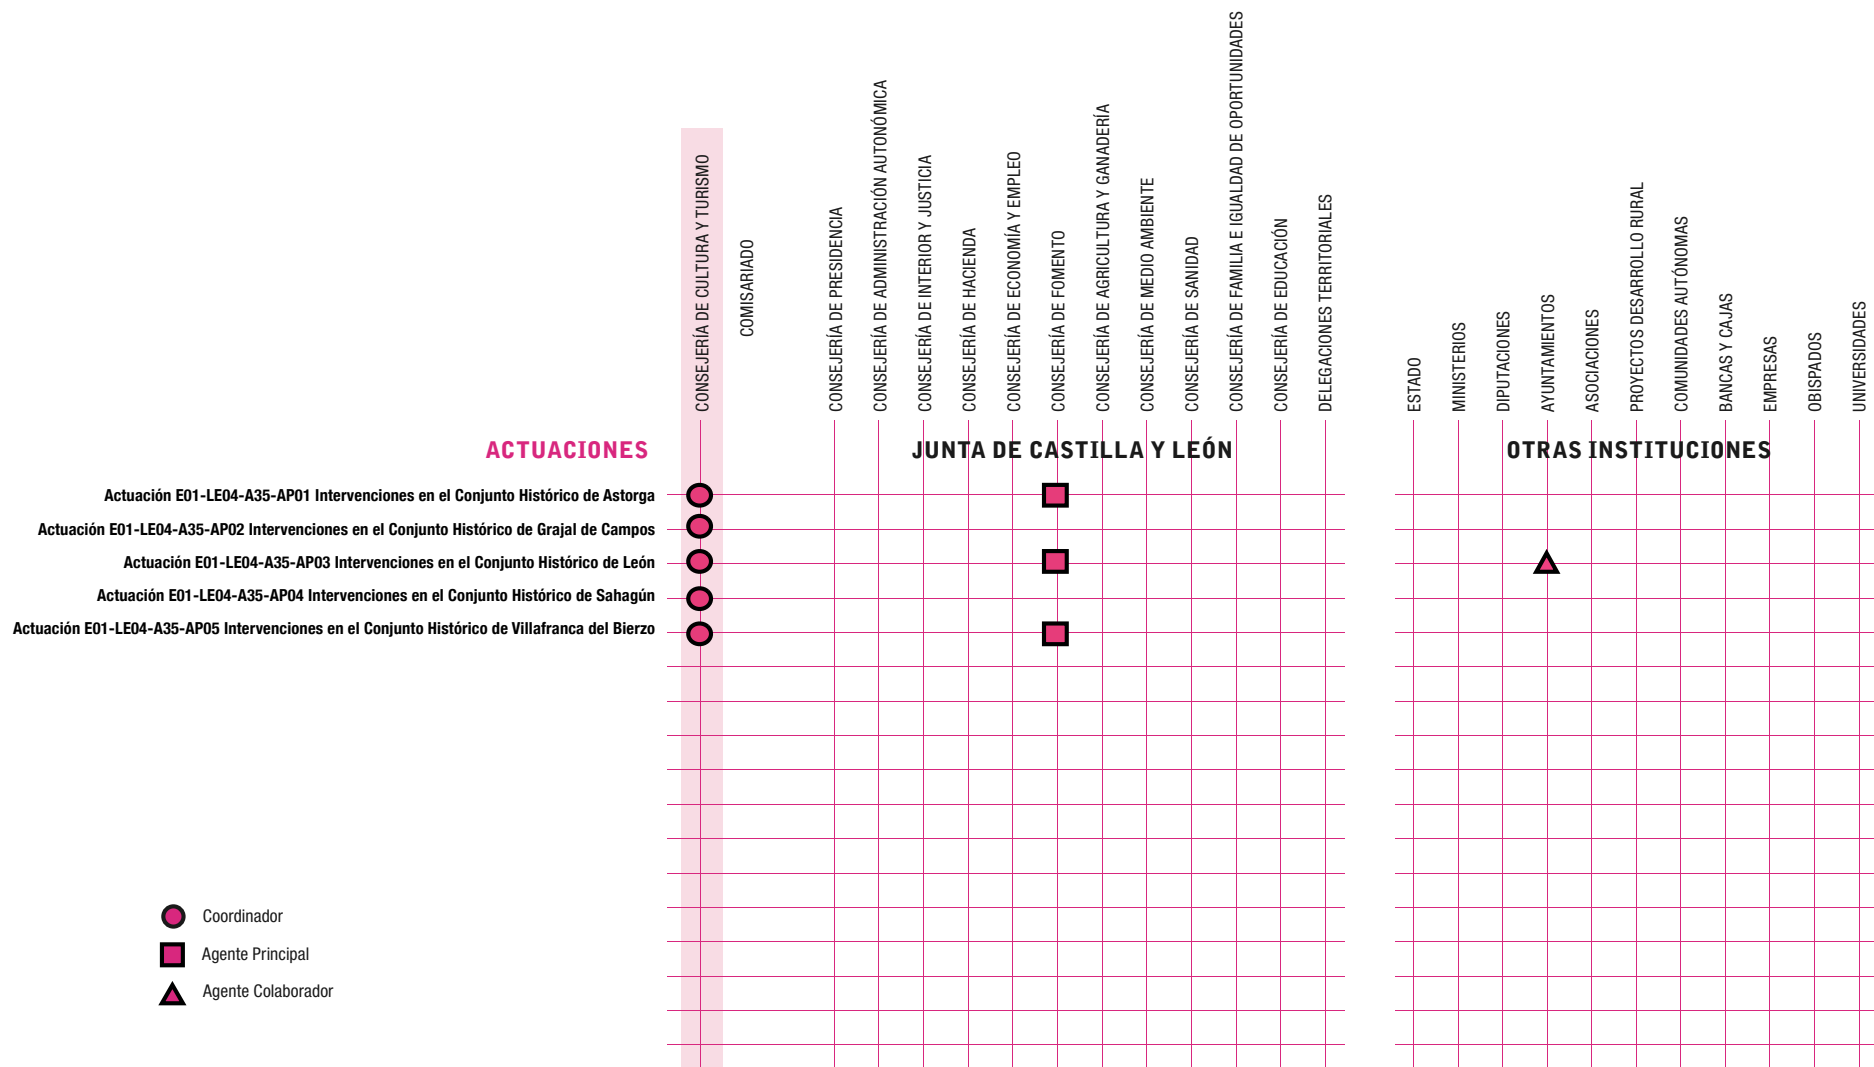 CONSEJERÍA DE CULTURA Y TURISMO
COMISARIADO
CONSEJERÍA DE PRESIDENCIA
CONSEJERÍA DE ADMINISTRACIÓN AUTONÓMICA
CONSEJERÍA DE INTERIOR Y JUSTICIA
CONSEJERÍA DE HACIENDA
CONSEJERÍA DE ECONOMÍA Y EMPLEO
CONSEJERÍA DE FOMENTO
CONSEJERÍA DE AGRICULTURA Y GANADERÍA
CONSEJERÍA DE MEDIO AMBIENTE
CONSEJERÍA DE SANIDAD
CONSEJERÍA DE FAMILIA E IGUALDAD DE OPORTUNIDADES
CONSEJERÍA DE EDUCACIÓN
DELEGACIONES TERRITORIALES
ESTADO
MINISTERIOS
DIPUTACIONES
AYUNTAMIENTOS
ASOCIACIONES
PROYECTOS DESARROLLO RURAL
COMUNIDADES AUTÓNOMAS
BANCAS Y CAJAS
EMPRESAS
OBISPADOS
UNIVERSIDADES
ACTUACIONES
JUNTA DE CASTILLA Y LEÓN
OTRAS INSTITUCIONES
Actuación E01-LE04-A35-AP01 Intervenciones en el Conjunto Histórico de Astorga
Actuación E01-LE04-A35-AP02 Intervenciones en el Conjunto Histórico de Grajal de Campos
Actuación E01-LE04-A35-AP03 Intervenciones en el Conjunto Histórico de León
Actuación E01-LE04-A35-AP04 Intervenciones en el Conjunto Histórico de Sahagún
Actuación E01-LE04-A35-AP05 Intervenciones en el Conjunto Histórico de Villafranca del Bierzo
Coordinador
Agente Principal
Agente Colaborador